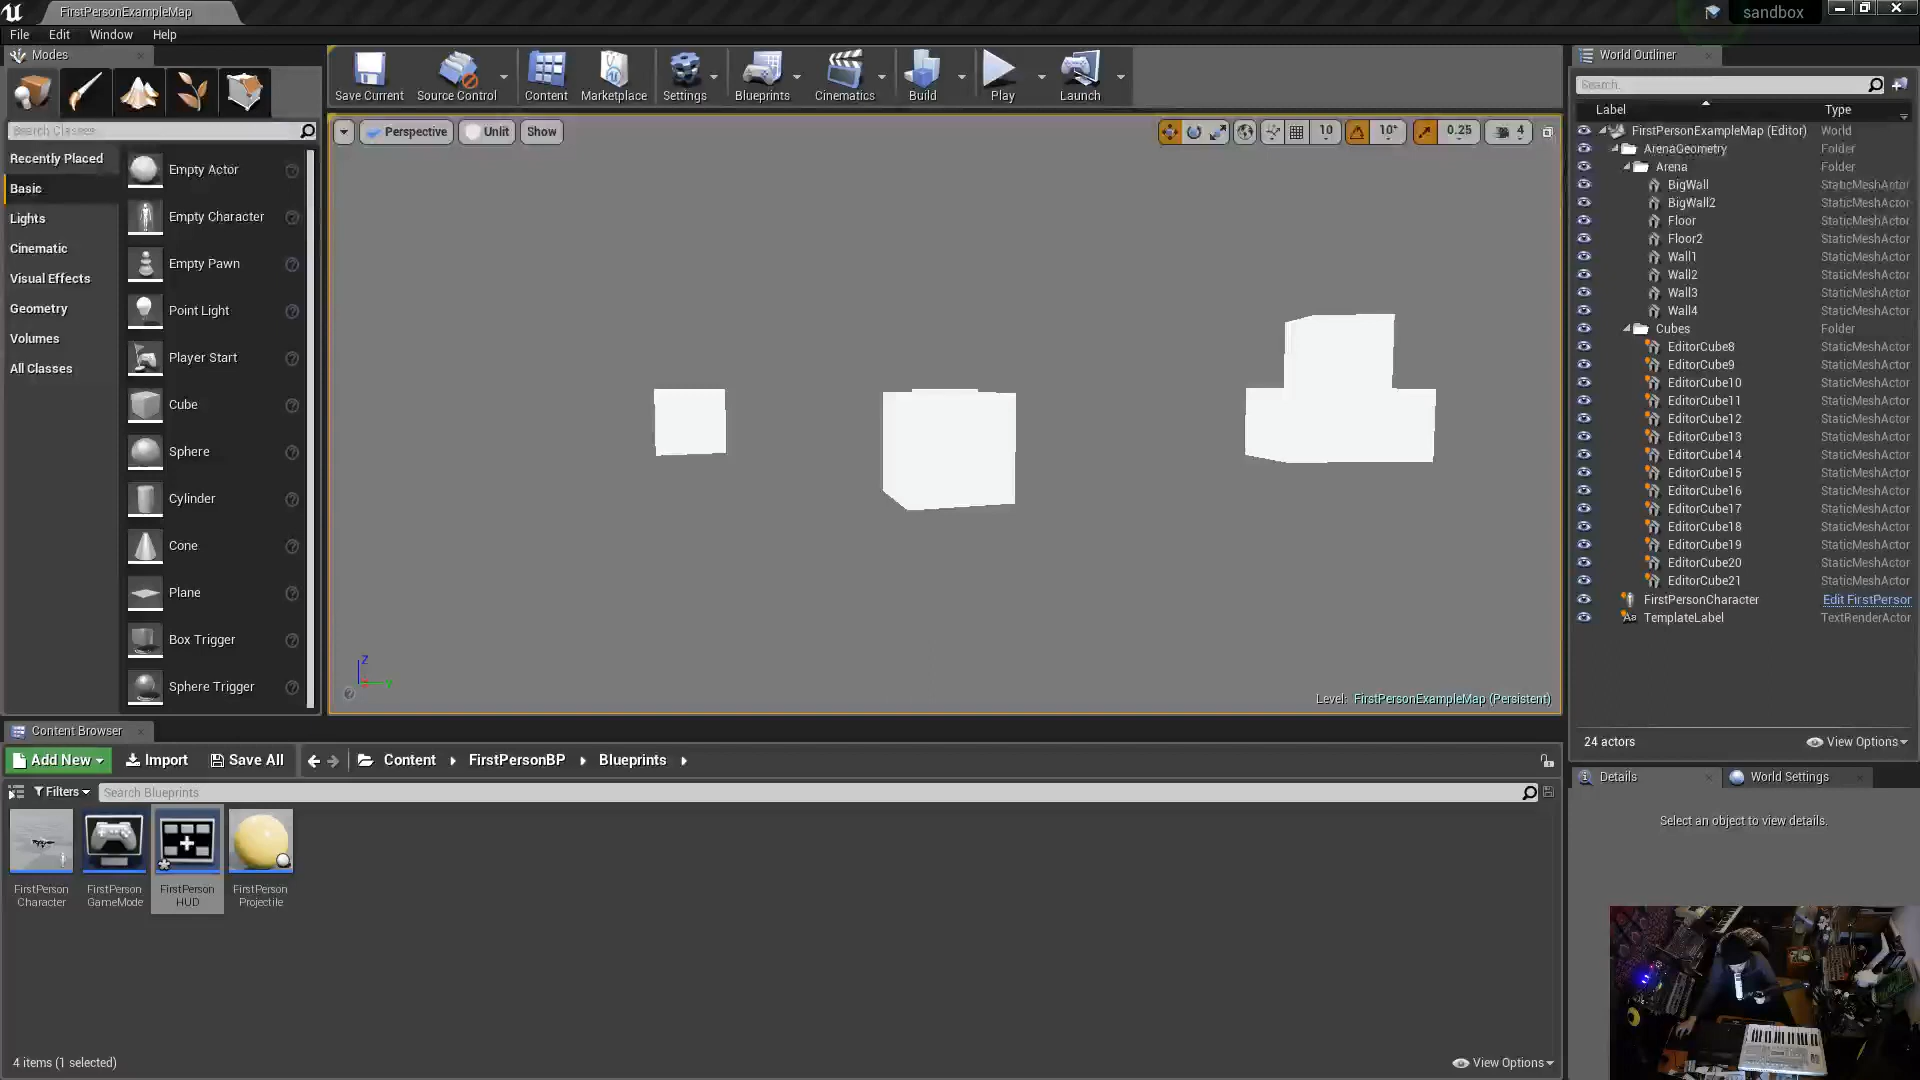 FirstPersonExampleMap
sandbox
File Edit Window Help
Modes
Search Classes
Recently Placed
Basic
Lights
Cinematic
Visual Effects
Geometry
Volumes
All Classes
Empty Actor
Empty Character
Empty Pawn
Point Light
Player Start
Cube
Sphere
Cylinder
Cone
Plane
Box Trigger
Sphere Trigger
Save Current Source Control Content Marketplace Settings Blueprints Cinematics Build Play Launch
Perspective Unlit Show
10 10° 0.25 4
Z
Y
Level: FirstPersonExampleMap (Persistent)
World Outliner
Search.
Label Type
FirstPersonExampleMap (Editor) World
ArenaGeometry Folder
Arena Folder
BigWall StaticMeshActor
BigWall2 StaticMeshActor
Floor StaticMeshActor
Floor2 StaticMeshActor
Wall1 StaticMeshActor
Wall2 StaticMeshActor
Wall3 StaticMeshActor
Wall4 StaticMeshActor
Cubes Folder
EditorCube8 StaticMeshActor
EditorCube9 StaticMeshActor
EditorCube10 StaticMeshActor
EditorCube11 StaticMeshActor
EditorCube12 StaticMeshActor
EditorCube13 StaticMeshActor
EditorCube14 StaticMeshActor
EditorCube15 StaticMeshActor
EditorCube16 StaticMeshActor
EditorCube17 StaticMeshActor
EditorCube18 StaticMeshActor
EditorCube19 StaticMeshActor
EditorCube20 StaticMeshActor
EditorCube21 StaticMeshActor
FirstPersonCharacter Edit FirstPerson
TemplateLabel TextRenderActor
24 actors View Options
Details World Settings
Select an object to view details.
Content Browser
Add New Import Save All Content FirstPersonBP Blueprints
Filters Search Blueprints
FirstPerson
Character
FirstPerson
GameMode
FirstPerson
HUD
FirstPerson
Projectile
4 items (1 selected) View Options